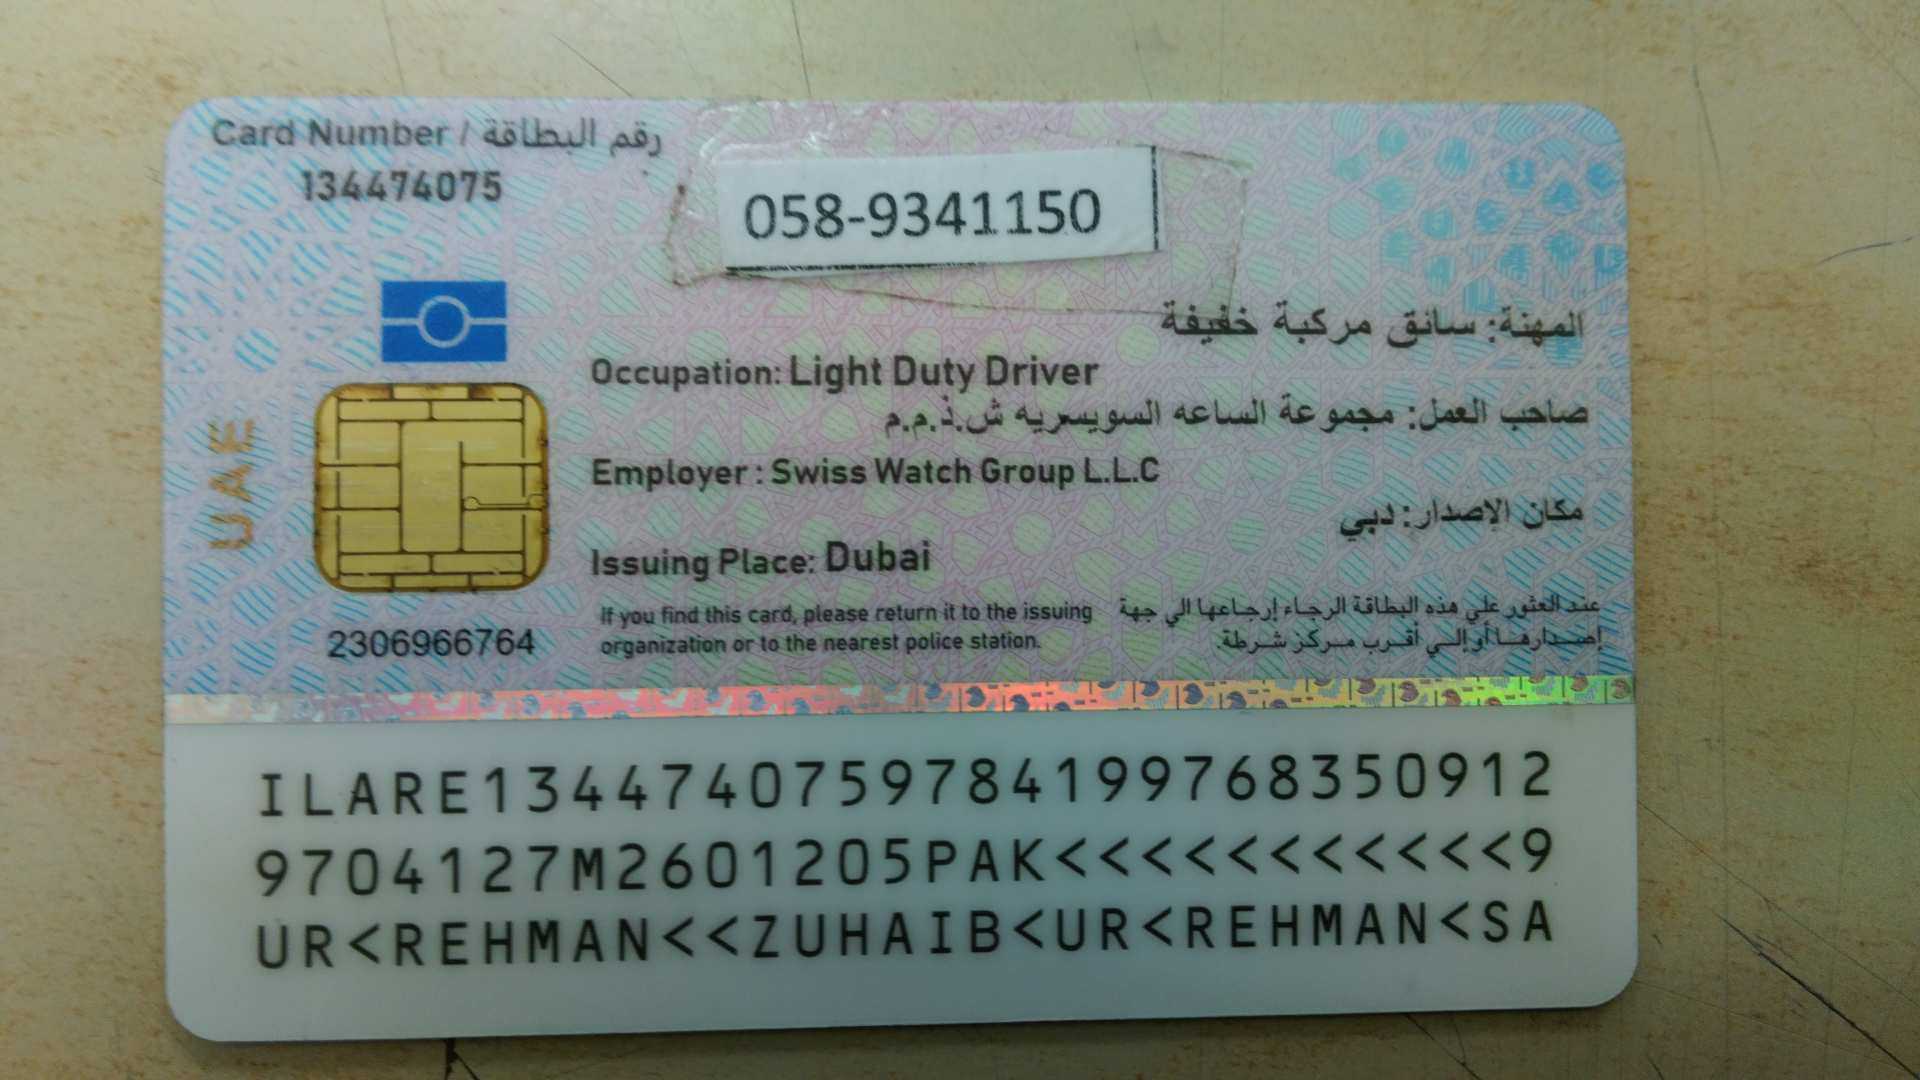 Card Number / رقم البطاقة
134474075
058-9341150
المهنة: سائق مركبة خفيفة
Occupation: Light Duty Driver
صاحب العمل: مجموعة الساعه السويسريه ش.ذ.م.م
Employer : Swiss Watch Group L.L.C
مكان الإصدار: دبي
Issuing Place: Dubai
UAE
2306966764
If you find this card, please return it to the issuing
organization or to the nearest police station.
عند العثور علي هذه البطاقة الرجاء إرجاعها الي جهة
إصدارها أو إلي أقرب مركز شرطة.
ILARE1344740759784199768350912
9704127M2601205PAK<<<<<<<<<<<9
UR<REHMAN<<ZUHAIB<UR<REHMAN<SA